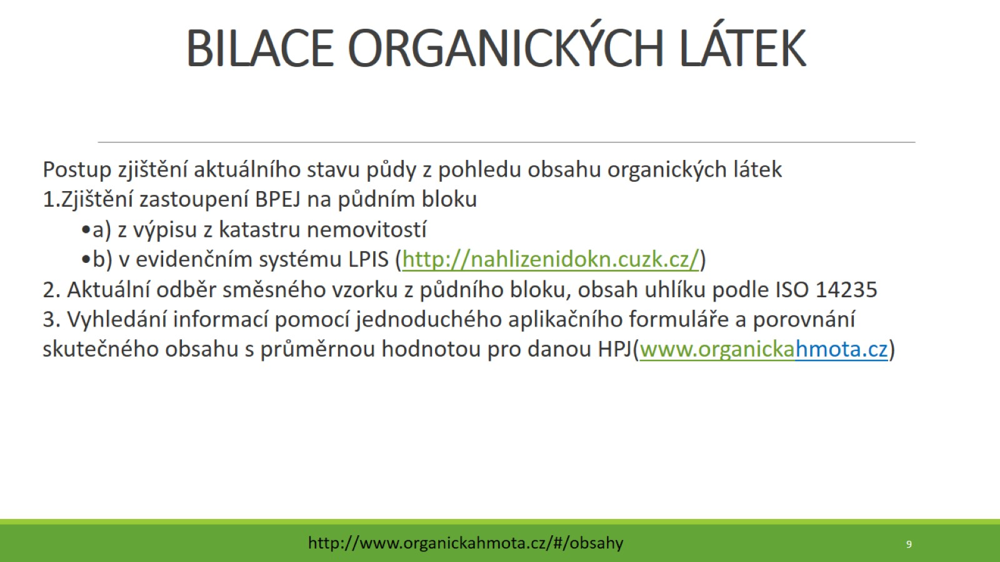 BILACE ORGANICKÝCH LÁTEK
Postup zjištění aktuálního stavu půdy z pohledu obsahu organických látek
1.Zjištění zastoupení BPEJ na půdním bloku
•a) z výpisu z katastru nemovitostí
•b) v evidenčním systému LPIS (http://nahlizenidokn.cuzk.cz/)
2. Aktuální odběr směsného vzorku z půdního bloku, obsah uhlíku podle ISO 14235
3. Vyhledání informací pomocí jednoduchého aplikačního formuláře a porovnání
skutečného obsahu s průměrnou hodnotou pro danou HPJ(www.organickahmota.cz)
http://www.organickahmota.cz/#/obsahy
9